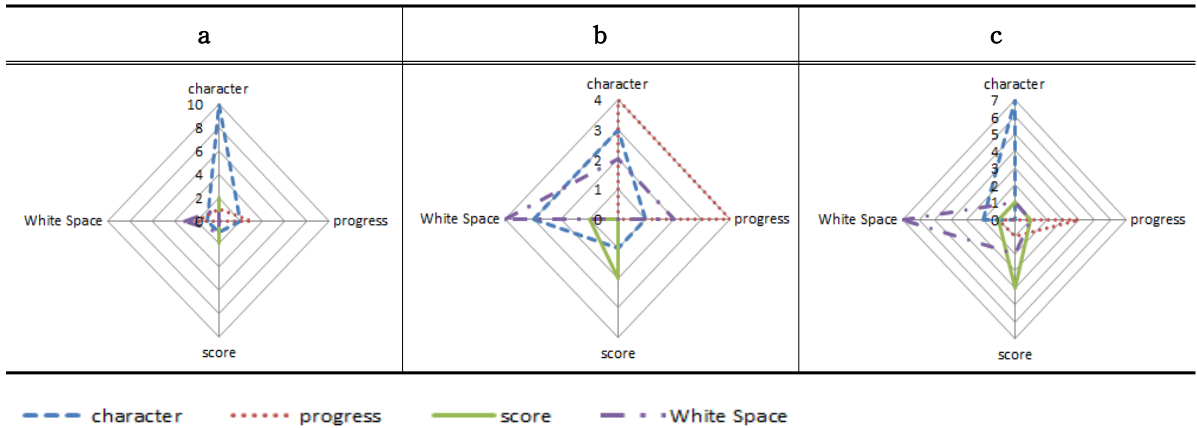 a b c
character character character
10 4 7
8 3 6
6 2 5
4 1 4
2 0 3
0 2
1
0
White Space progress White Space progress White Space progress
score score score
character progress score White Space